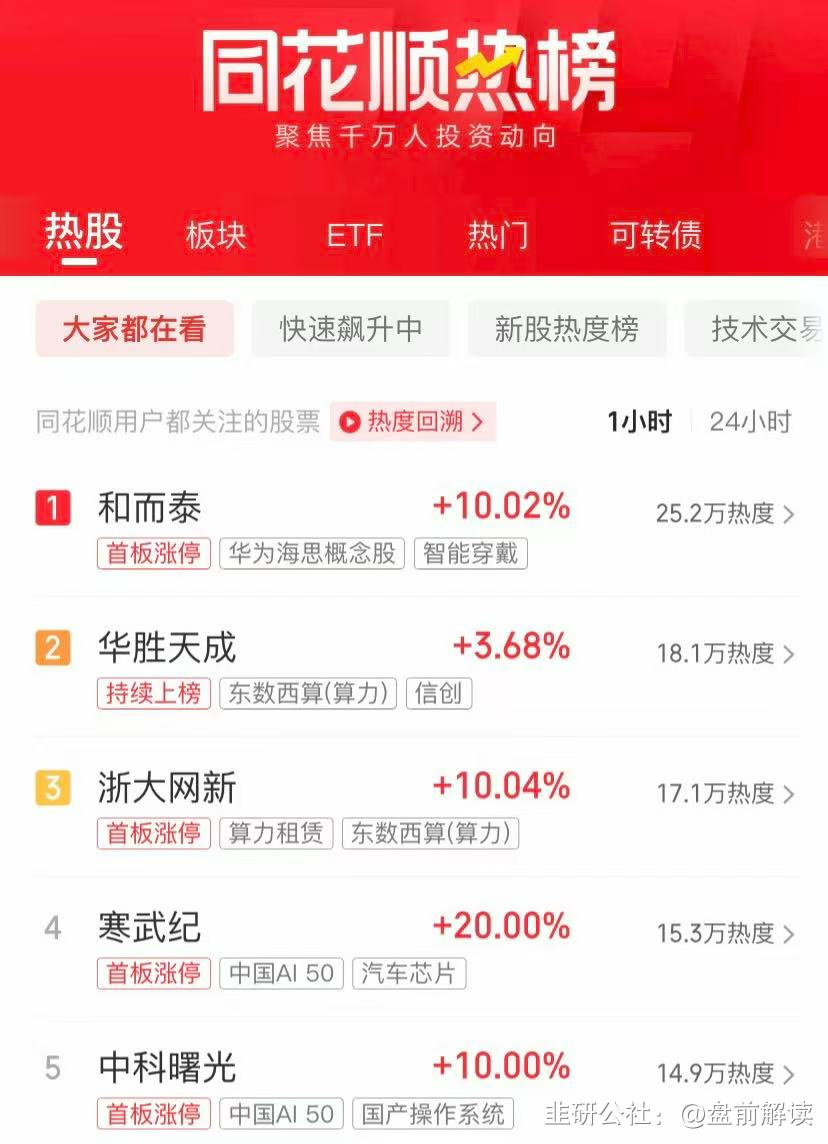 同花顺热榜
聚焦千万人投资动向
热股 板块 ETF 热门 可转债 港
大家都在看 快速飙升中 新股热度榜 技术交易
同花顺用户都关注的股票 热度回溯 1小时 24小时
1 和而泰 +10.02% 25.2万热度
首板涨停 华为海思概念股 智能穿戴
2 华胜天成 +3.68% 18.1万热度
持续上榜 东数西算(算力) 信创
3 浙大网新 +10.04% 17.1万热度
首板涨停 算力租赁 东数西算(算力)
4 寒武纪 +20.00% 15.3万热度
首板涨停 中国AI 50 汽车芯片
5 中科曙光 +10.00% 14.9万热度
首板涨停 中国AI 50 国产操作系统
韭研公社：@盘前解读